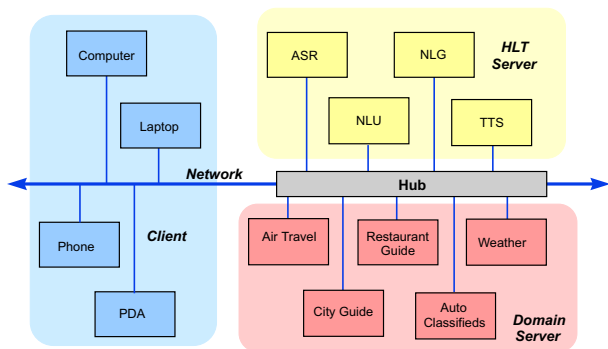 Computer
Laptop
ASR
NLG
HLT
Server
NLU
TTS
Network
Hub
Phone
Client
PDA
Air Travel
Restaurant
Guide
Weather
City Guide
Auto
Classifieds
Domain
Server